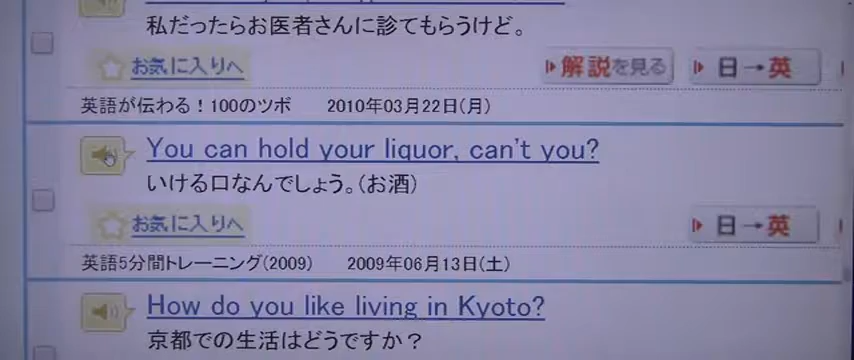 私だったらお医者さんに診てもらうけど。
お気に入りへ 解説を見る 日→英
英語が伝わる！100のツボ 2010年03月22日(月)
You can hold your liquor, can't you?
いける口なんでしょう。(お酒)
お気に入りへ 日→英
英語5分間トレーニング(2009) 2009年06月13日(土)
How do you like living in Kyoto?
京都での生活はどうですか？